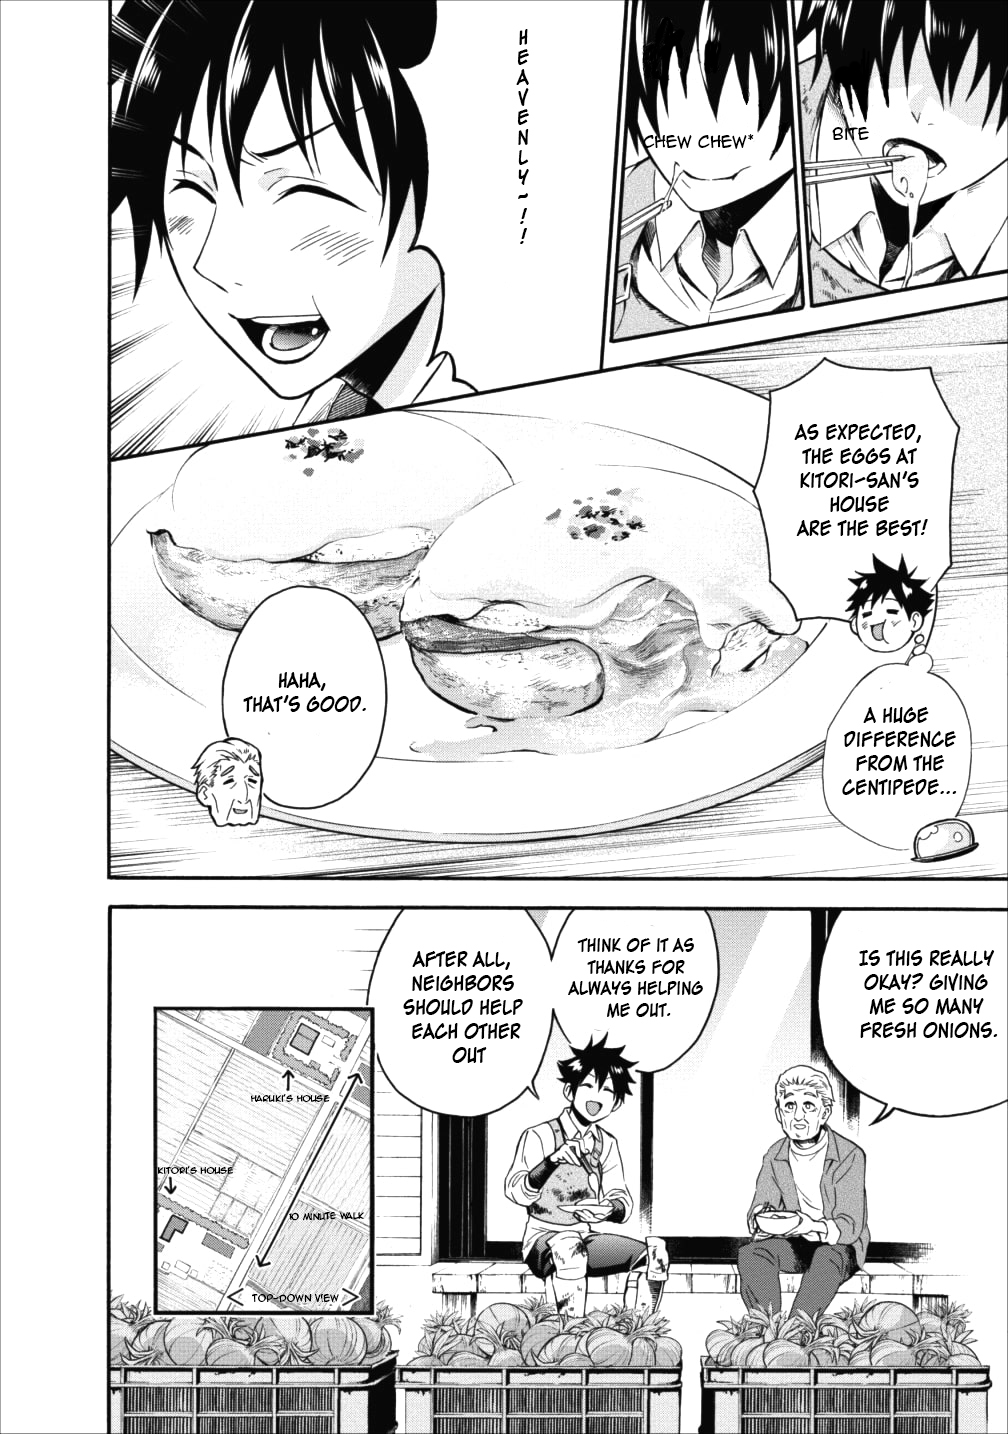 BITE
CHEW CHEW*
HEAVENLY~!!
AS EXPECTED,
THE EGGS AT
KITORI-SAN'S
HOUSE
ARE THE BEST!
A HUGE
DIFFERENCE
FROM THE
CENTIPEDE...
HAHA,
THAT'S GOOD.
IS THIS REALLY
OKAY? GIVING
ME SO MANY
FRESH ONIONS.
THINK OF IT AS
THANKS FOR
ALWAYS HELPING
ME OUT.
AFTER ALL,
NEIGHBORS
SHOULD HELP
EACH OTHER
OUT
HARUKI'S HOUSE
KITORI'S HOUSE
10 MINUTE WALK
TOP-DOWN VIEW